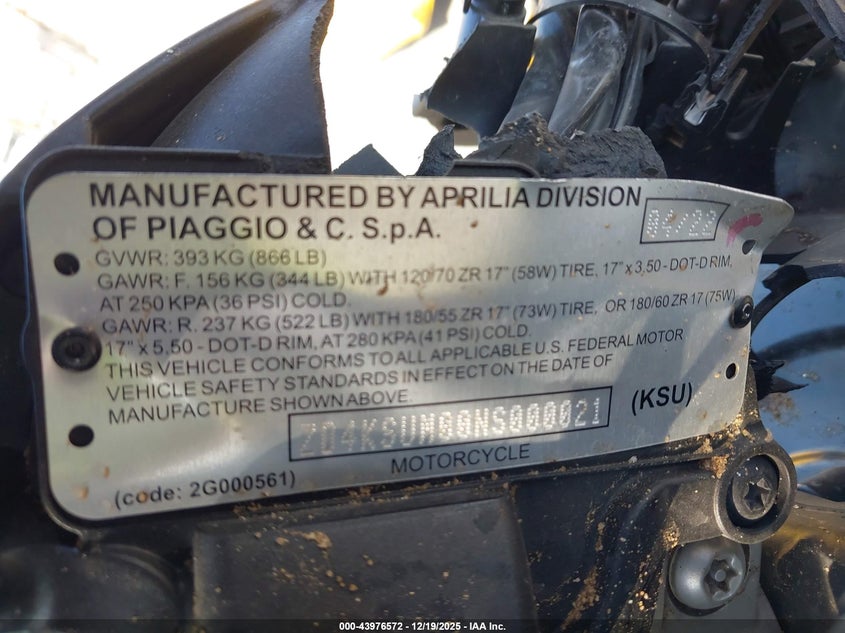 MANUFACTURED BY APRILIA DIVISION
OF PIAGGIO & C. S.p.A.
04/22
GVWR: 393 KG (866 LB)
GAWR: F. 156 KG (344 LB) WITH 120/70 ZR 17" (58W) TIRE, 17" x 3,50 - DOT-D RIM,
AT 250 KPA (36 PSI) COLD.
GAWR: R. 237 KG (522 LB) WITH 180/55 ZR 17" (73W) TIRE, OR 180/60 ZR 17 (75W)
17" x 5,50 - DOT-D RIM, AT 280 KPA (41 PSI) COLD.
THIS VEHICLE CONFORMS TO ALL APPLICABLE U.S. FEDERAL MOTOR
VEHICLE SAFETY STANDARDS IN EFFECT ON THE DATE OF
MANUFACTURE SHOWN ABOVE.
ZD4KSUM00NS000021 (KSU)
MOTORCYCLE
(code: 2G000561)
000-43976572 - 12/19/2025 - IAA Inc.